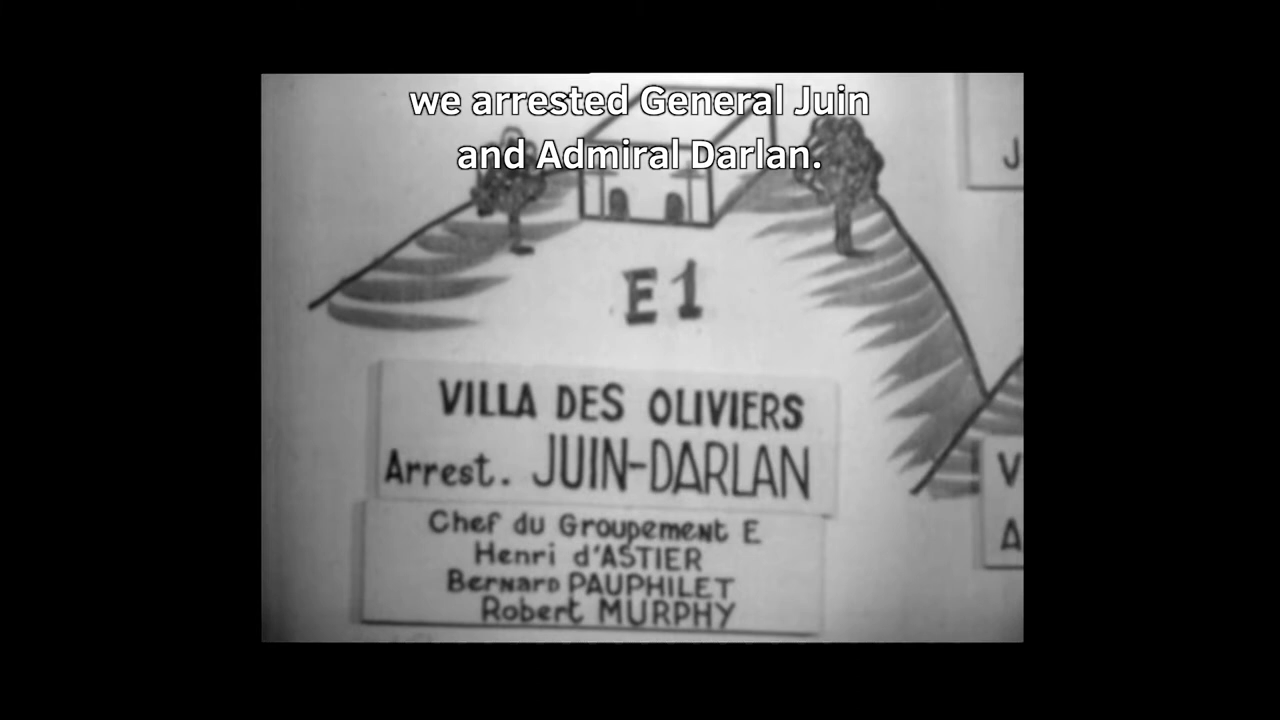 we arrested General Juin
and Admiral Darlan.
J
E1
VILLA DES OLIVIERS
Arrest. JUIN-DARLAN
V
Chef du Groupement E
A
Henri d'ASTIER
Bernard PAUPHILET
Robert MURPHY